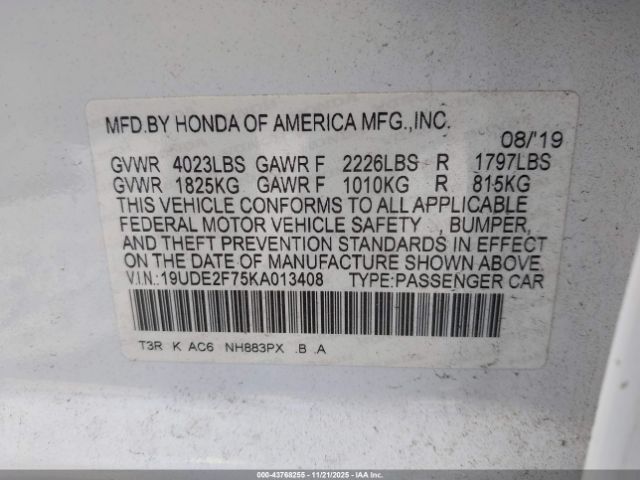 MFD.BY HONDA OF AMERICA MFG.,INC.
08/'19
GVWR 4023LBS GAWR F 2226LBS R 1797LBS
GVWR 1825KG GAWR F 1010KG R 815KG
THIS VEHICLE CONFORMS TO ALL APPLICABLE
FEDERAL MOTOR VEHICLE SAFETY , BUMPER,
AND THEFT PREVENTION STANDARDS IN EFFECT
ON THE DATE OF MANUFACTURE SHOWN ABOVE.
V.I.N.:19UDE2F75KA013408 TYPE:PASSENGER CAR
T3R K AC6 NH883PX .B .A
000-43768255 - 11/21/2025 - IAAI.COM